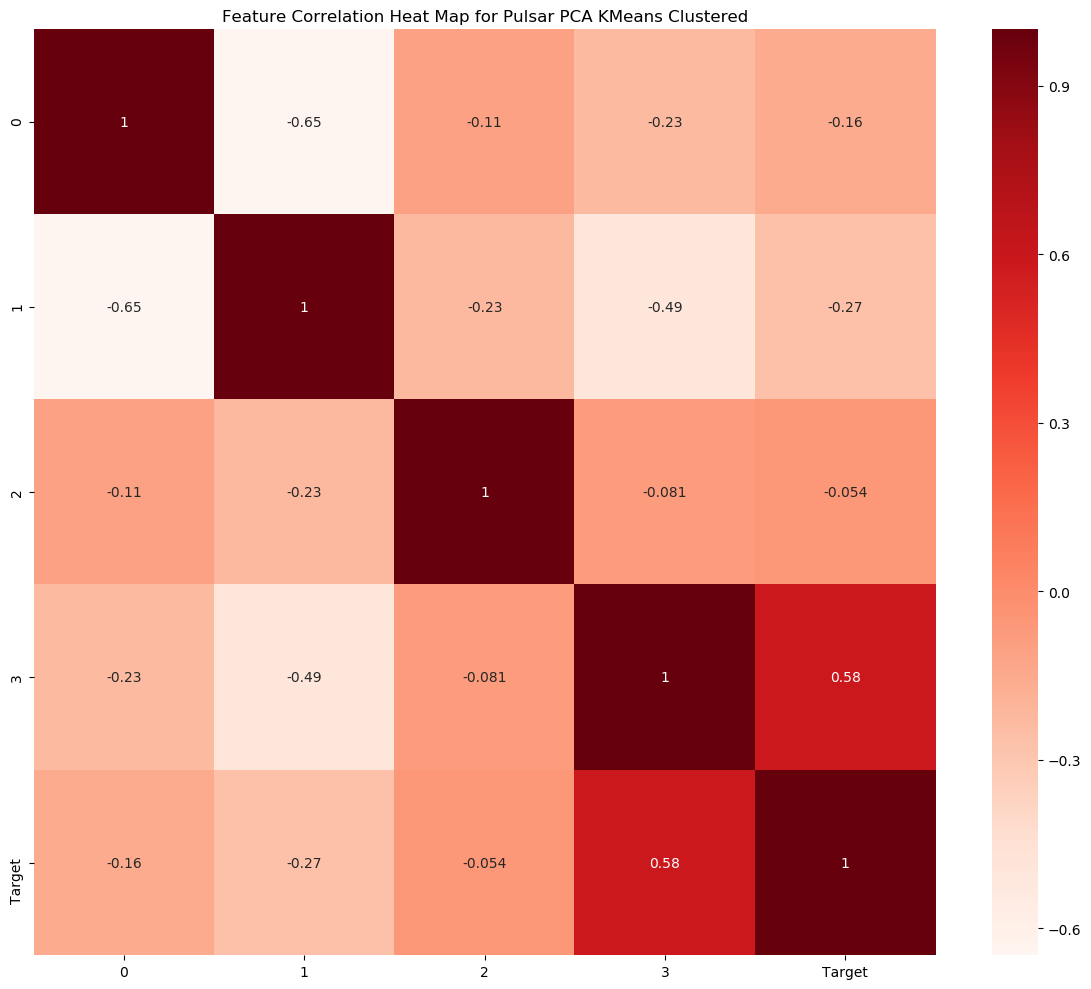 Feature Correlation Heat Map for Pulsar PCA KMeans Clustered
0 1 -0.65 -0.11 -0.23 -0.16
1 -0.65 1 -0.23 -0.49 -0.27
2 -0.11 -0.23 1 -0.081 -0.054
3 -0.23 -0.49 -0.081 1 0.58
Target -0.16 -0.27 -0.054 0.58 1
0 1 2 3 Target
0.9
0.6
0.3
0.0
−0.3
−0.6